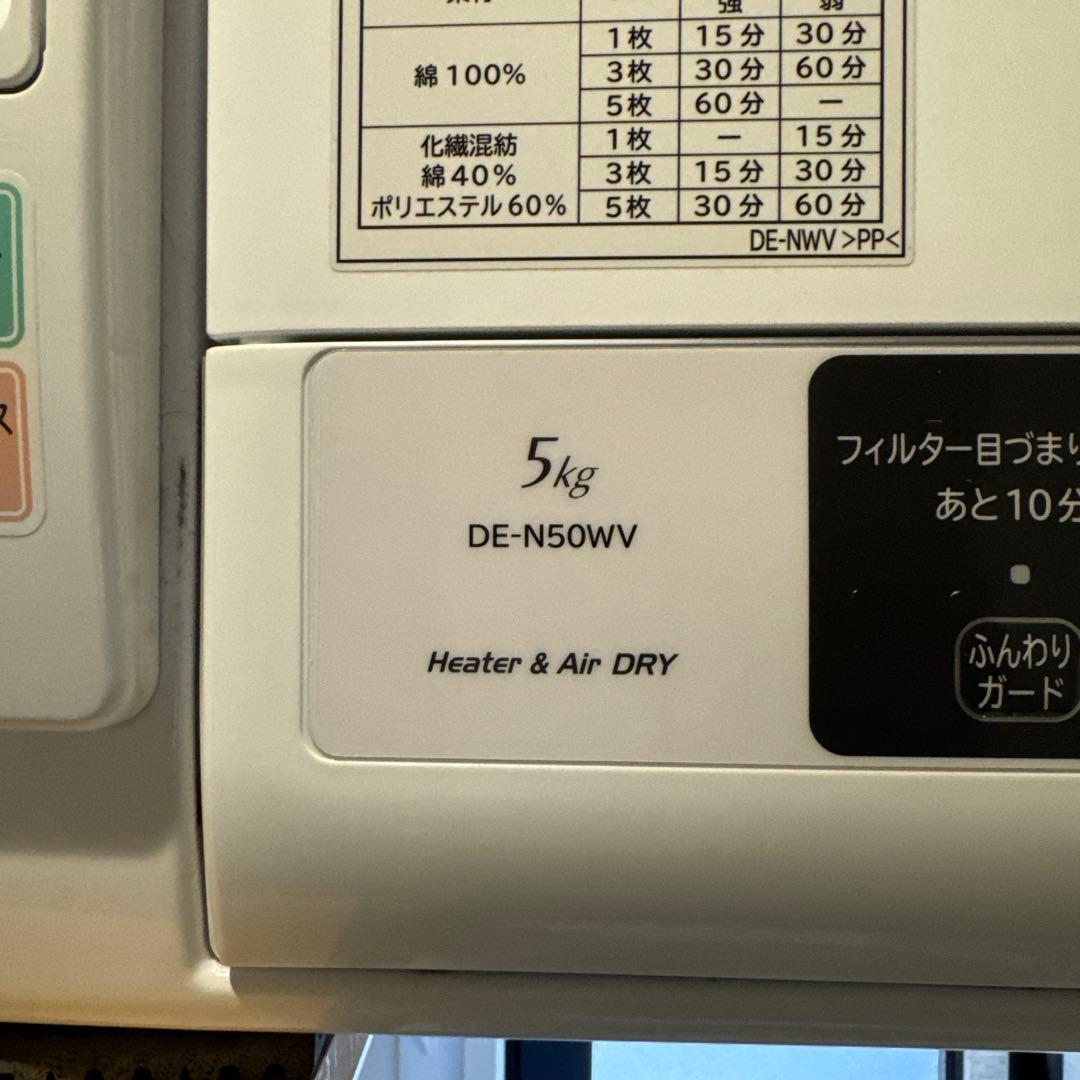 強 弱
綿100%
1枚 15分 30分
3枚 30分 60分
5枚 60分 ー
化繊混紡
綿40%
ポリエステル60%
1枚 ー 15分
3枚 15分 30分
5枚 30分 60分
DE-NWV >PP<
ス
5kg
DE-N50WV
Heater & Air DRY
フィルター目づまり
あと10分
ふんわり
ガード